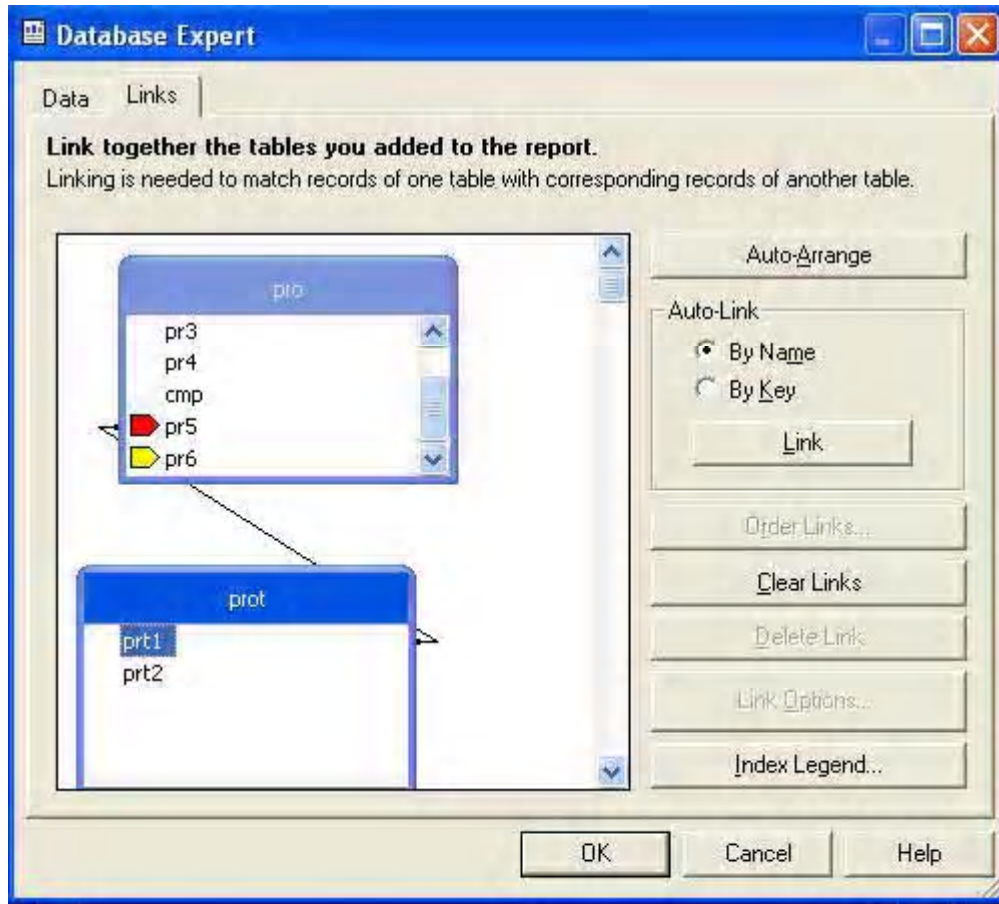 Database Expert
Data
Links
Link together the tables you added to the report.
Linking is needed to match records of one table with corresponding records of another table.
pro
pr3
pr4
cmp
pr5
pr6
prot
prt1
prt2
Auto-Arrange
Auto-Link
By Name
By Key
Link
Order Links...
Clear Links
Delete Link
Link Options...
Index Legend...
OK
Cancel
Help